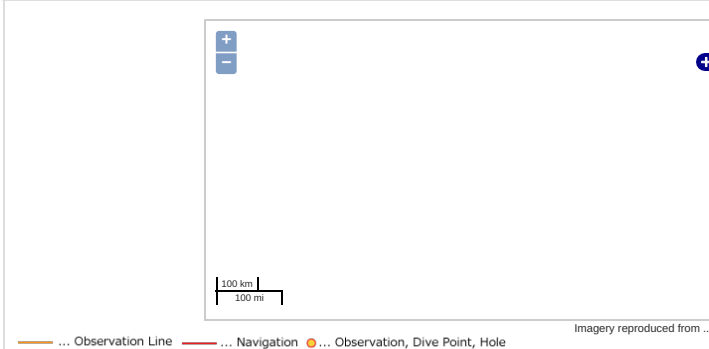 +
−
+
100 km
100 mi
Imagery reproduced from ..
... Observation Line ... Navigation ... Observation, Dive Point, Hole